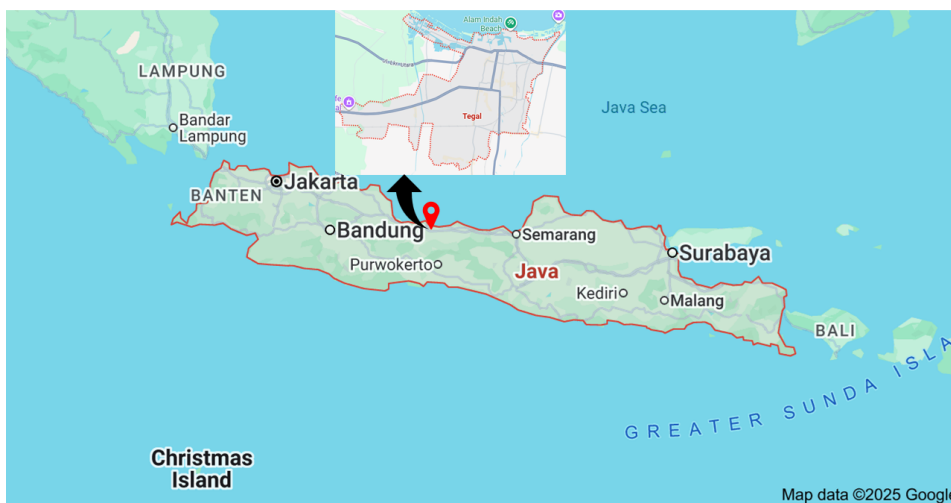 Alam Indah
Beach
Tegal
LAMPUNG
Bandar
Lampung
Java Sea
Jakarta
BANTEN
Bandung
Semarang
Surabaya
Purwokerto
Java
Kediri
Malang
BALI
GREATER SUNDA ISLA
Christmas
Island
Map data ©2025 Google